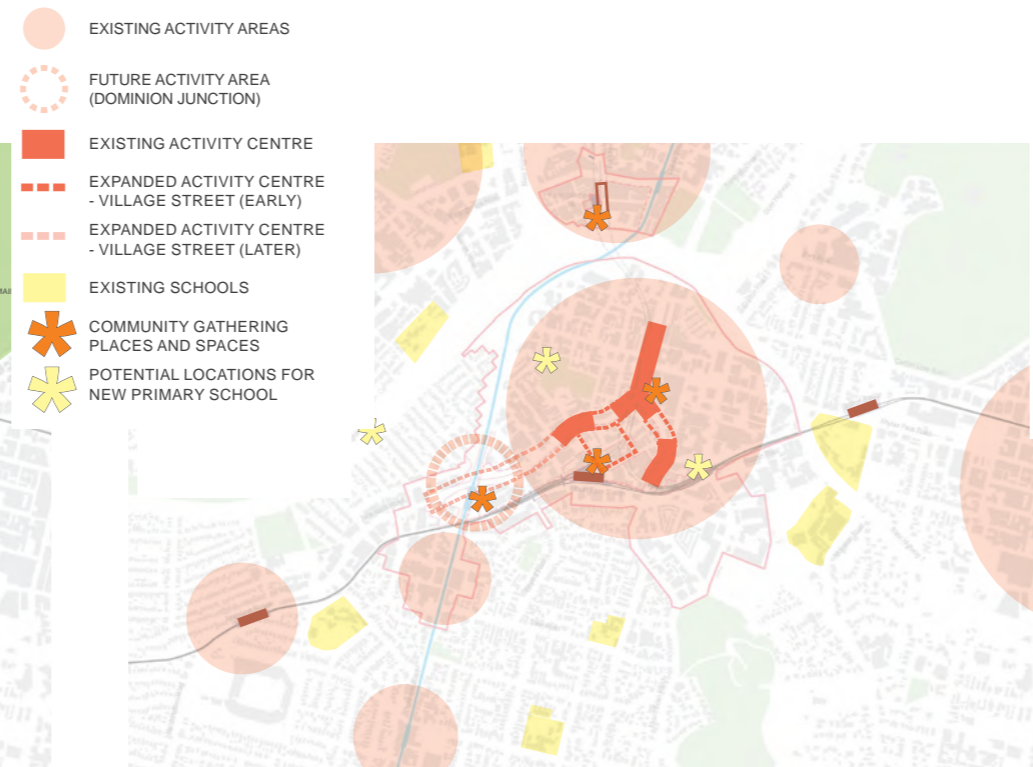 EXISTING ACTIVITY AREAS
FUTURE ACTIVITY AREA
(DOMINION JUNCTION)
EXISTING ACTIVITY CENTRE
EXPANDED ACTIVITY CENTRE
- VILLAGE STREET (EARLY)
EXPANDED ACTIVITY CENTRE
- VILLAGE STREET (LATER)
EXISTING SCHOOLS
COMMUNITY GATHERING
PLACES AND SPACES
POTENTIAL LOCATIONS FOR
NEW PRIMARY SCHOOL